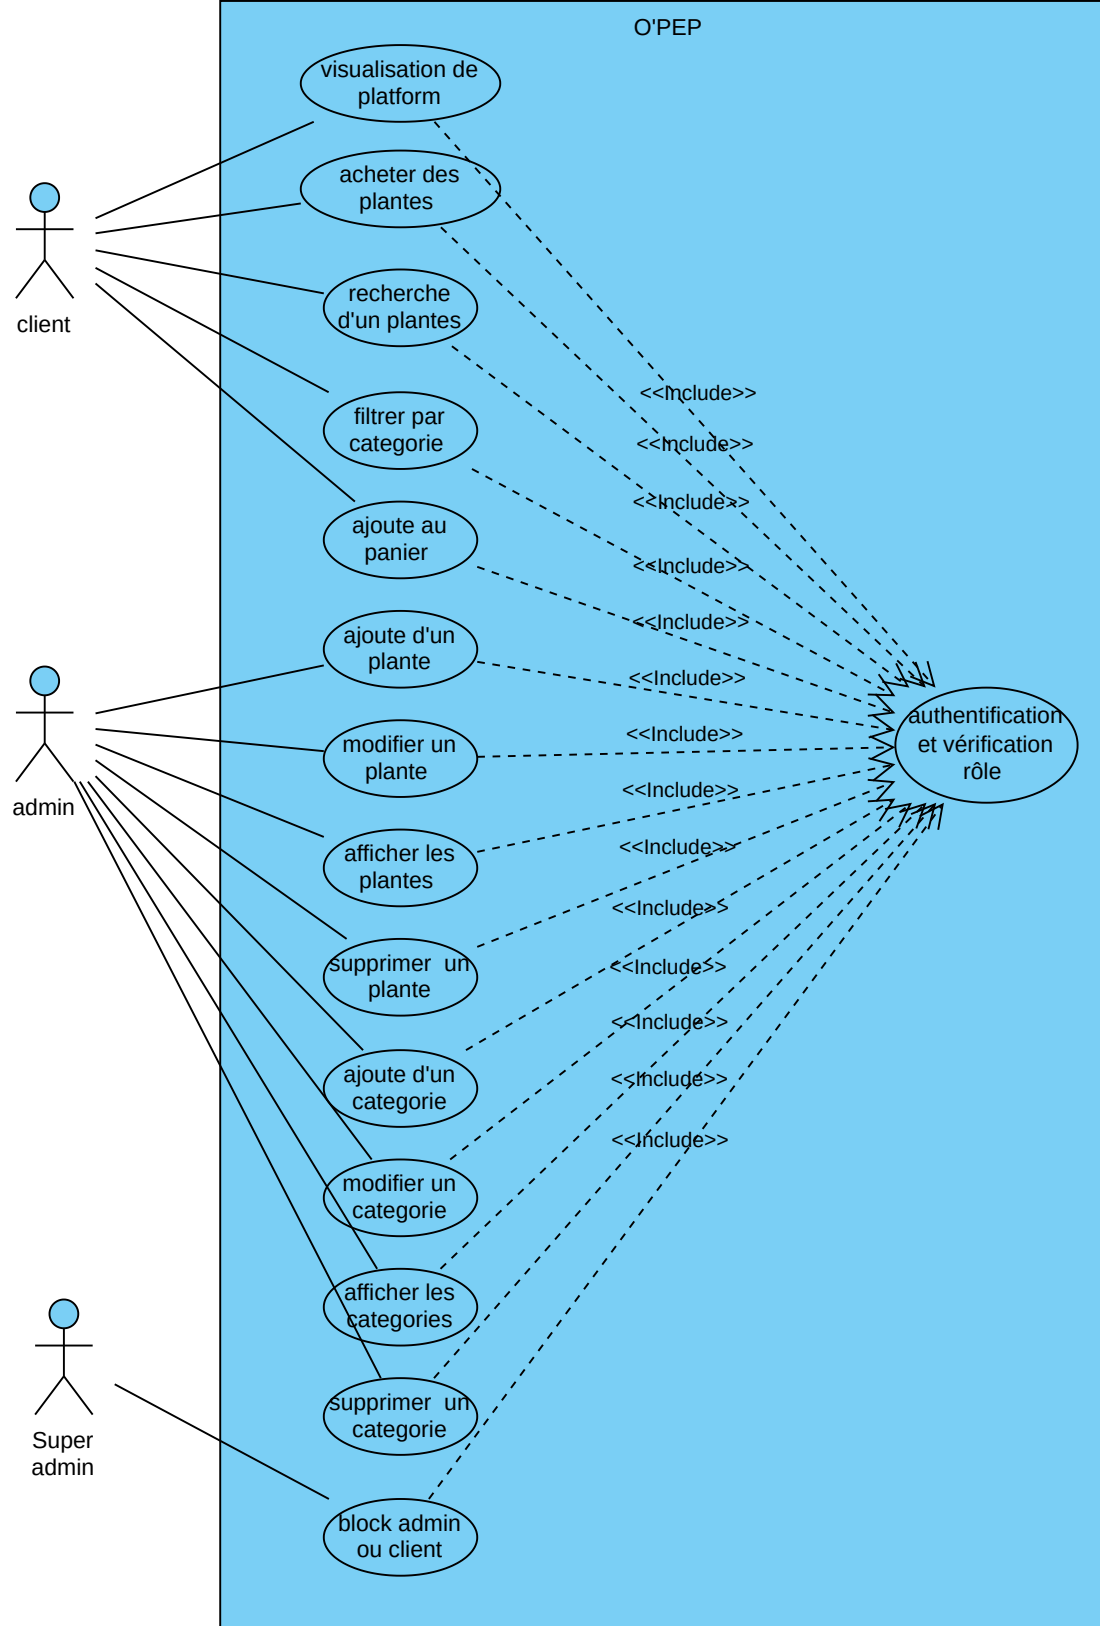 O'PEP
visualisation de
platform
acheter des
plantes
client
recherche
d'un plantes
<<Include>>
filtrer par
categorie
<<Include>>
<<Include>>
ajoute au
panier
<<Include>>
<<Include>>
ajoute d'un
plante
<<Include>>
admin
modifier un
plante
<<Include>>
authentification
et vérification
rôle
<<Include>>
afficher les
plantes
<<Include>>
<<Include>>
supprimer  un
plante
<<Include>>
<<Include>>
ajoute d'un
categorie
<<Include>>
<<Include>>
modifier un
categorie
afficher les
categories
supprimer  un
categorie
Super
admin
block admin
ou client